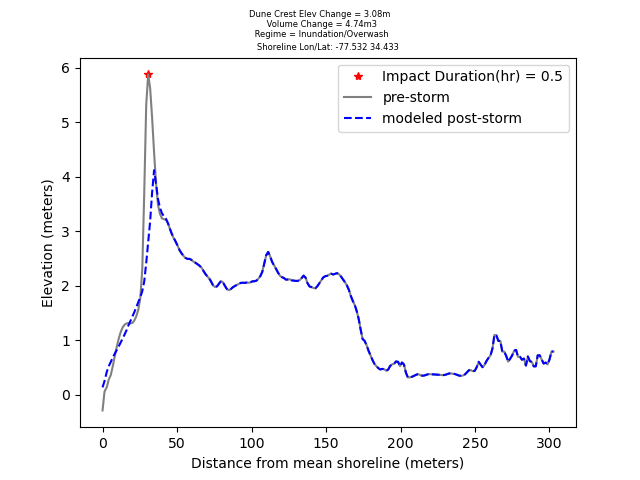 Dune Crest Elev Change = 3.08m
Volume Change = 4.74m3
Regime = Inundation/Overwash
Shoreline Lon/Lat: -77.532 34.433
Impact Duration(hr) = 0.5
pre-storm
modeled post-storm
Elevation (meters)
6
5
4
3
2
1
0
0 50 100 150 200 250 300
Distance from mean shoreline (meters)